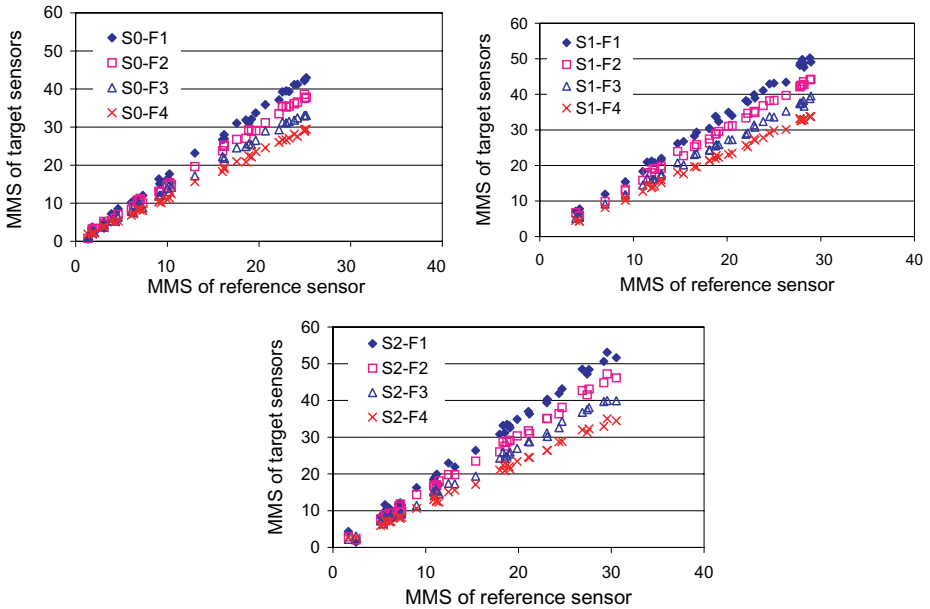 60
50
40
30
20
10
0
0 10 20 30 40
MMS of target sensors
MMS of reference sensor
S0-F1
S0-F2
S0-F3
S0-F4
60
50
40
30
20
10
0
0 10 20 30 40
MMS of target sensors
MMS of reference sensor
S1-F1
S1-F2
S1-F3
S1-F4
60
50
40
30
20
10
0
0 10 20 30 40
MMS of target sensors
MMS of reference sensor
S2-F1
S2-F2
S2-F3
S2-F4